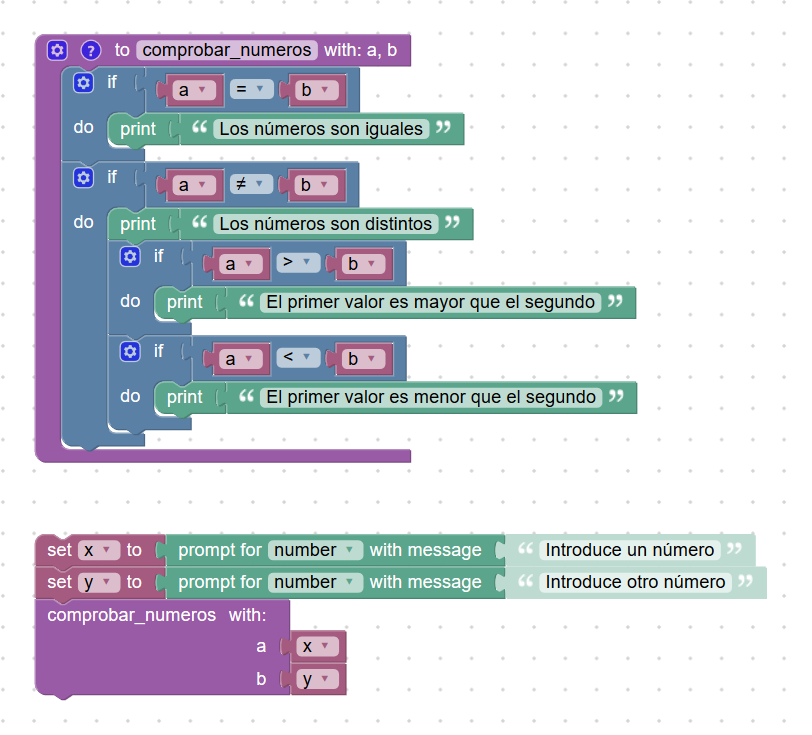 to comprobar_numeros with: a, b
if a = b
do print “ Los números son iguales ”
if a ≠ b
do print “ Los números son distintos ”
if a > b
do print “ El primer valor es mayor que el segundo ”
if a < b
do print “ El primer valor es menor que el segundo ”
set x to prompt for number with message “ Introduce un número ”
set y to prompt for number with message “ Introduce otro número ”
comprobar_numeros with:
a x
b y